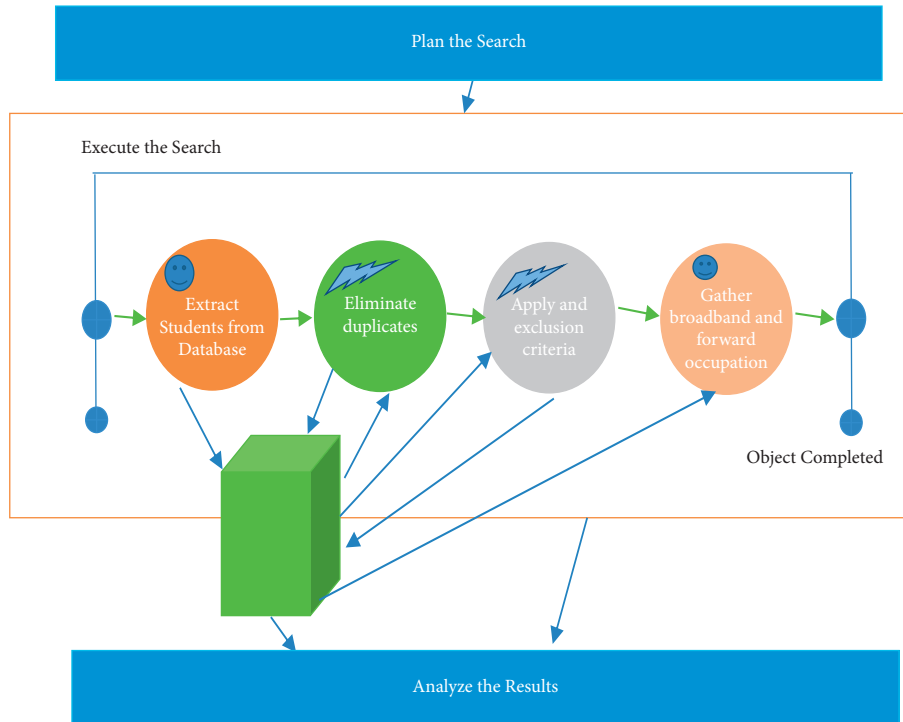 Plan the Search
Execute the Search
Extract
Students from
Database
Eliminate
duplicates
Apply and
exclusion
criteria
Gather
broadband and
forward
occupation
Object Completed
Analyze the Results